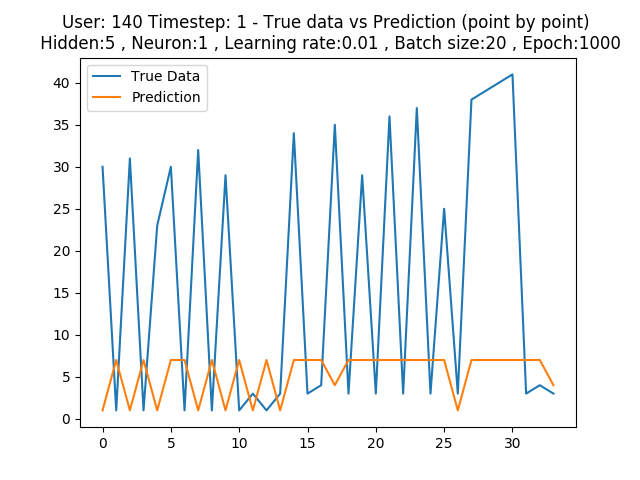 User: 140 Timestep: 1 - True data vs Prediction (point by point)
Hidden:5 , Neuron:1 , Learning rate:0.01 , Batch size:20 , Epoch:1000
True Data
Prediction
40
35
30
25
20
15
10
5
0
0 5 10 15 20 25 30